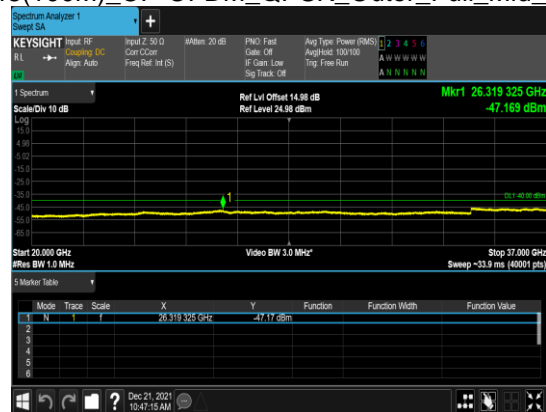 Spectrum Analyzer 1
Swept SA
+
KEYSIGHT Input: RF Input Z: 50 Ω #Atten: 20 dB PNO: Fast Avg Type: Power (RMS) 1 2 3 4 5 6
RL Coupling: DC Corr CCorr Gate: Off Avg|Hold: 100/100 A W W W W W
Align: Auto Freq Ref: Int (S) IF Gain: Low Trig: Free Run
Sig Track: Off A N N N N N
1 Spectrum Ref Lvl Offset 14.98 dB Mkr1 26.319 325 GHz
Scale/Div 10 dB Ref Level 24.98 dBm -47.169 dBm
Log
15.0
4.98
-5.02
-15.0
-25.0
-35.0 DL1 -40.00 dBm
-45.0 1
-55.0
-65.0
Start 20.000 GHz Video BW 3.0 MHz* Stop 37.000 GHz
#Res BW 1.0 MHz Sweep ~33.9 ms (40001 pts)
5 Marker Table
Mode Trace Scale X Y Function Function Width Function Value
1 N 1 f 26.319 325 GHz -47.17 dBm
2
3
4
5
6
? Dec 21, 2021
10:47:15 AM